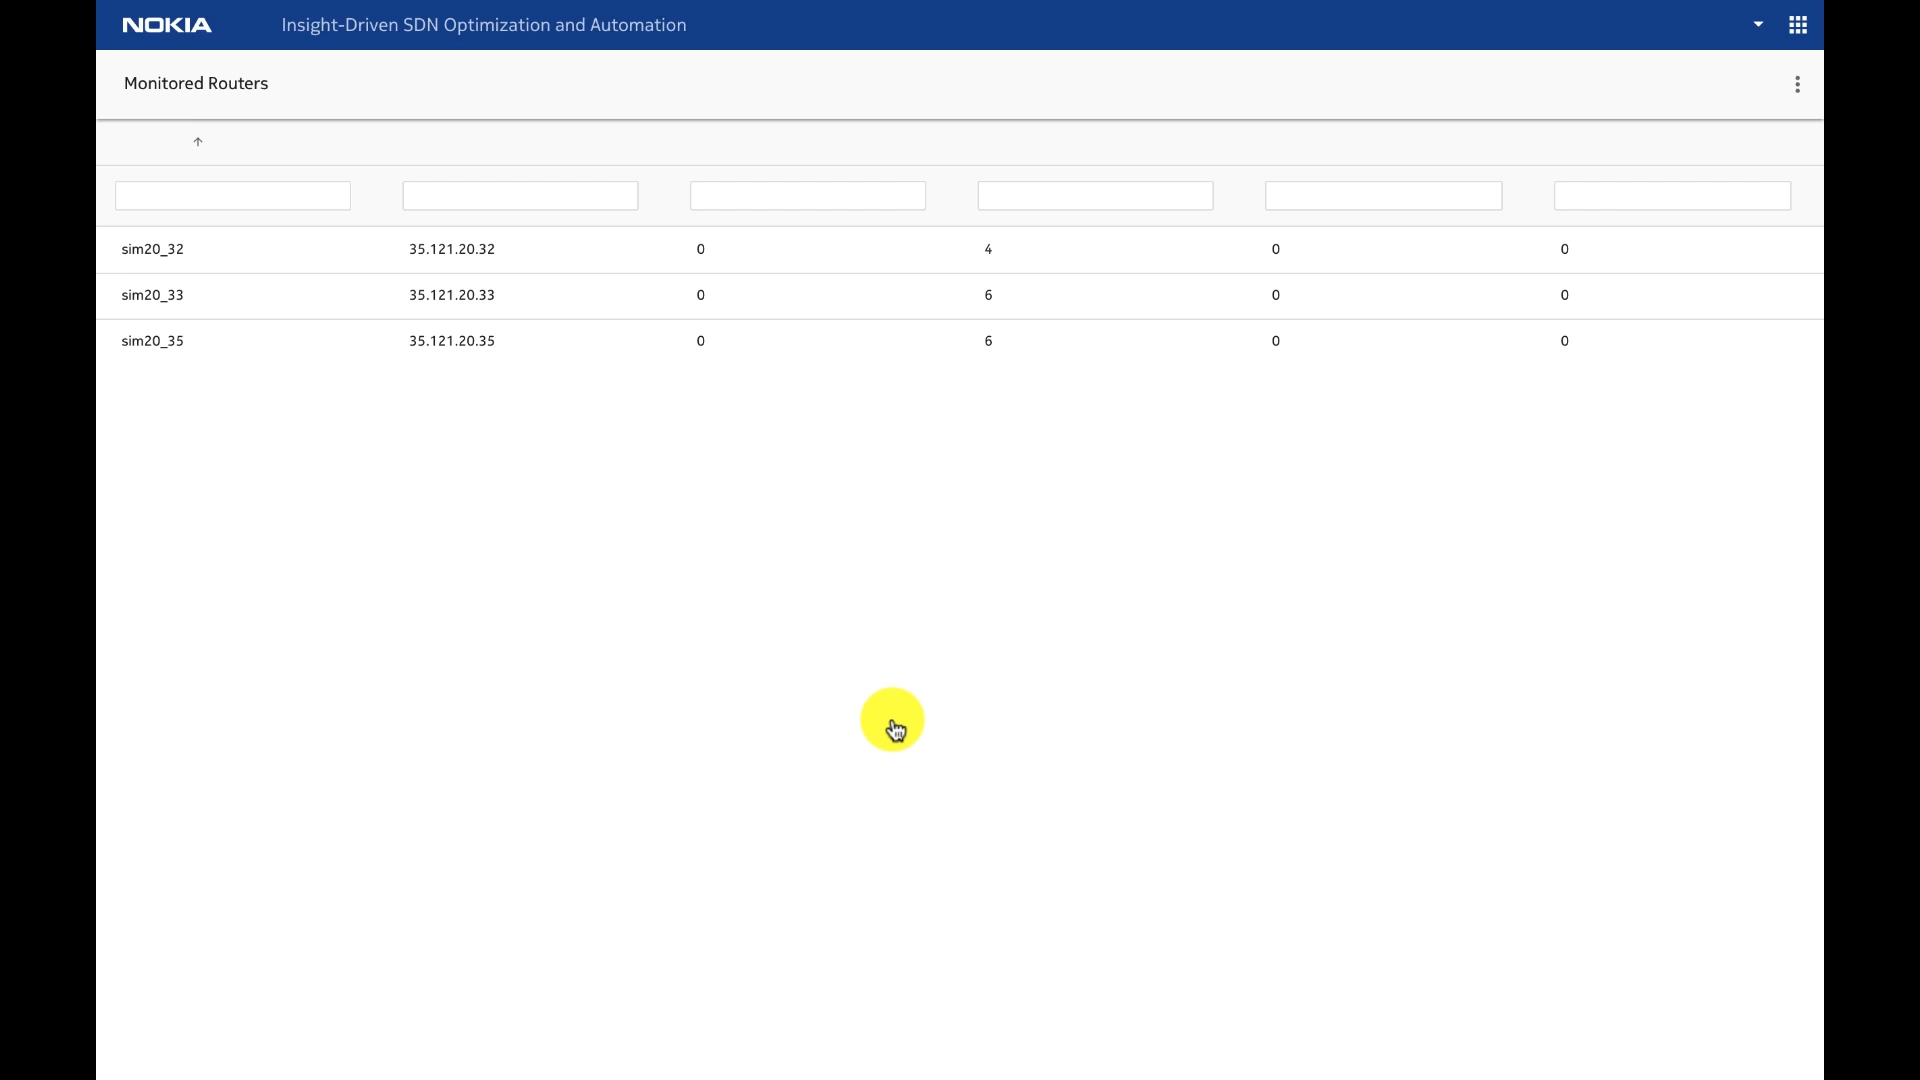 NOKIA Insight-Driven SDN Optimization and Automation
Monitored Routers
sim20_32 35.121.20.32 0 4 0 0
sim20_33 35.121.20.33 0 6 0 0
sim20_35 35.121.20.35 0 6 0 0